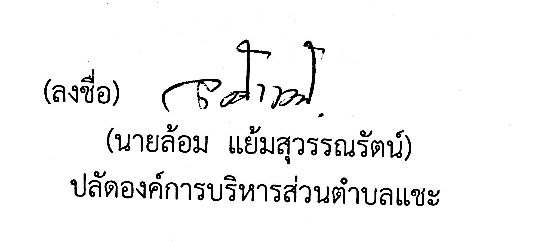 (ลงชื่อ)
(นายล้อม แย้มสุวรรณรัตน์)
ปลัดองค์การบริหารส่วนตำบลแชะ